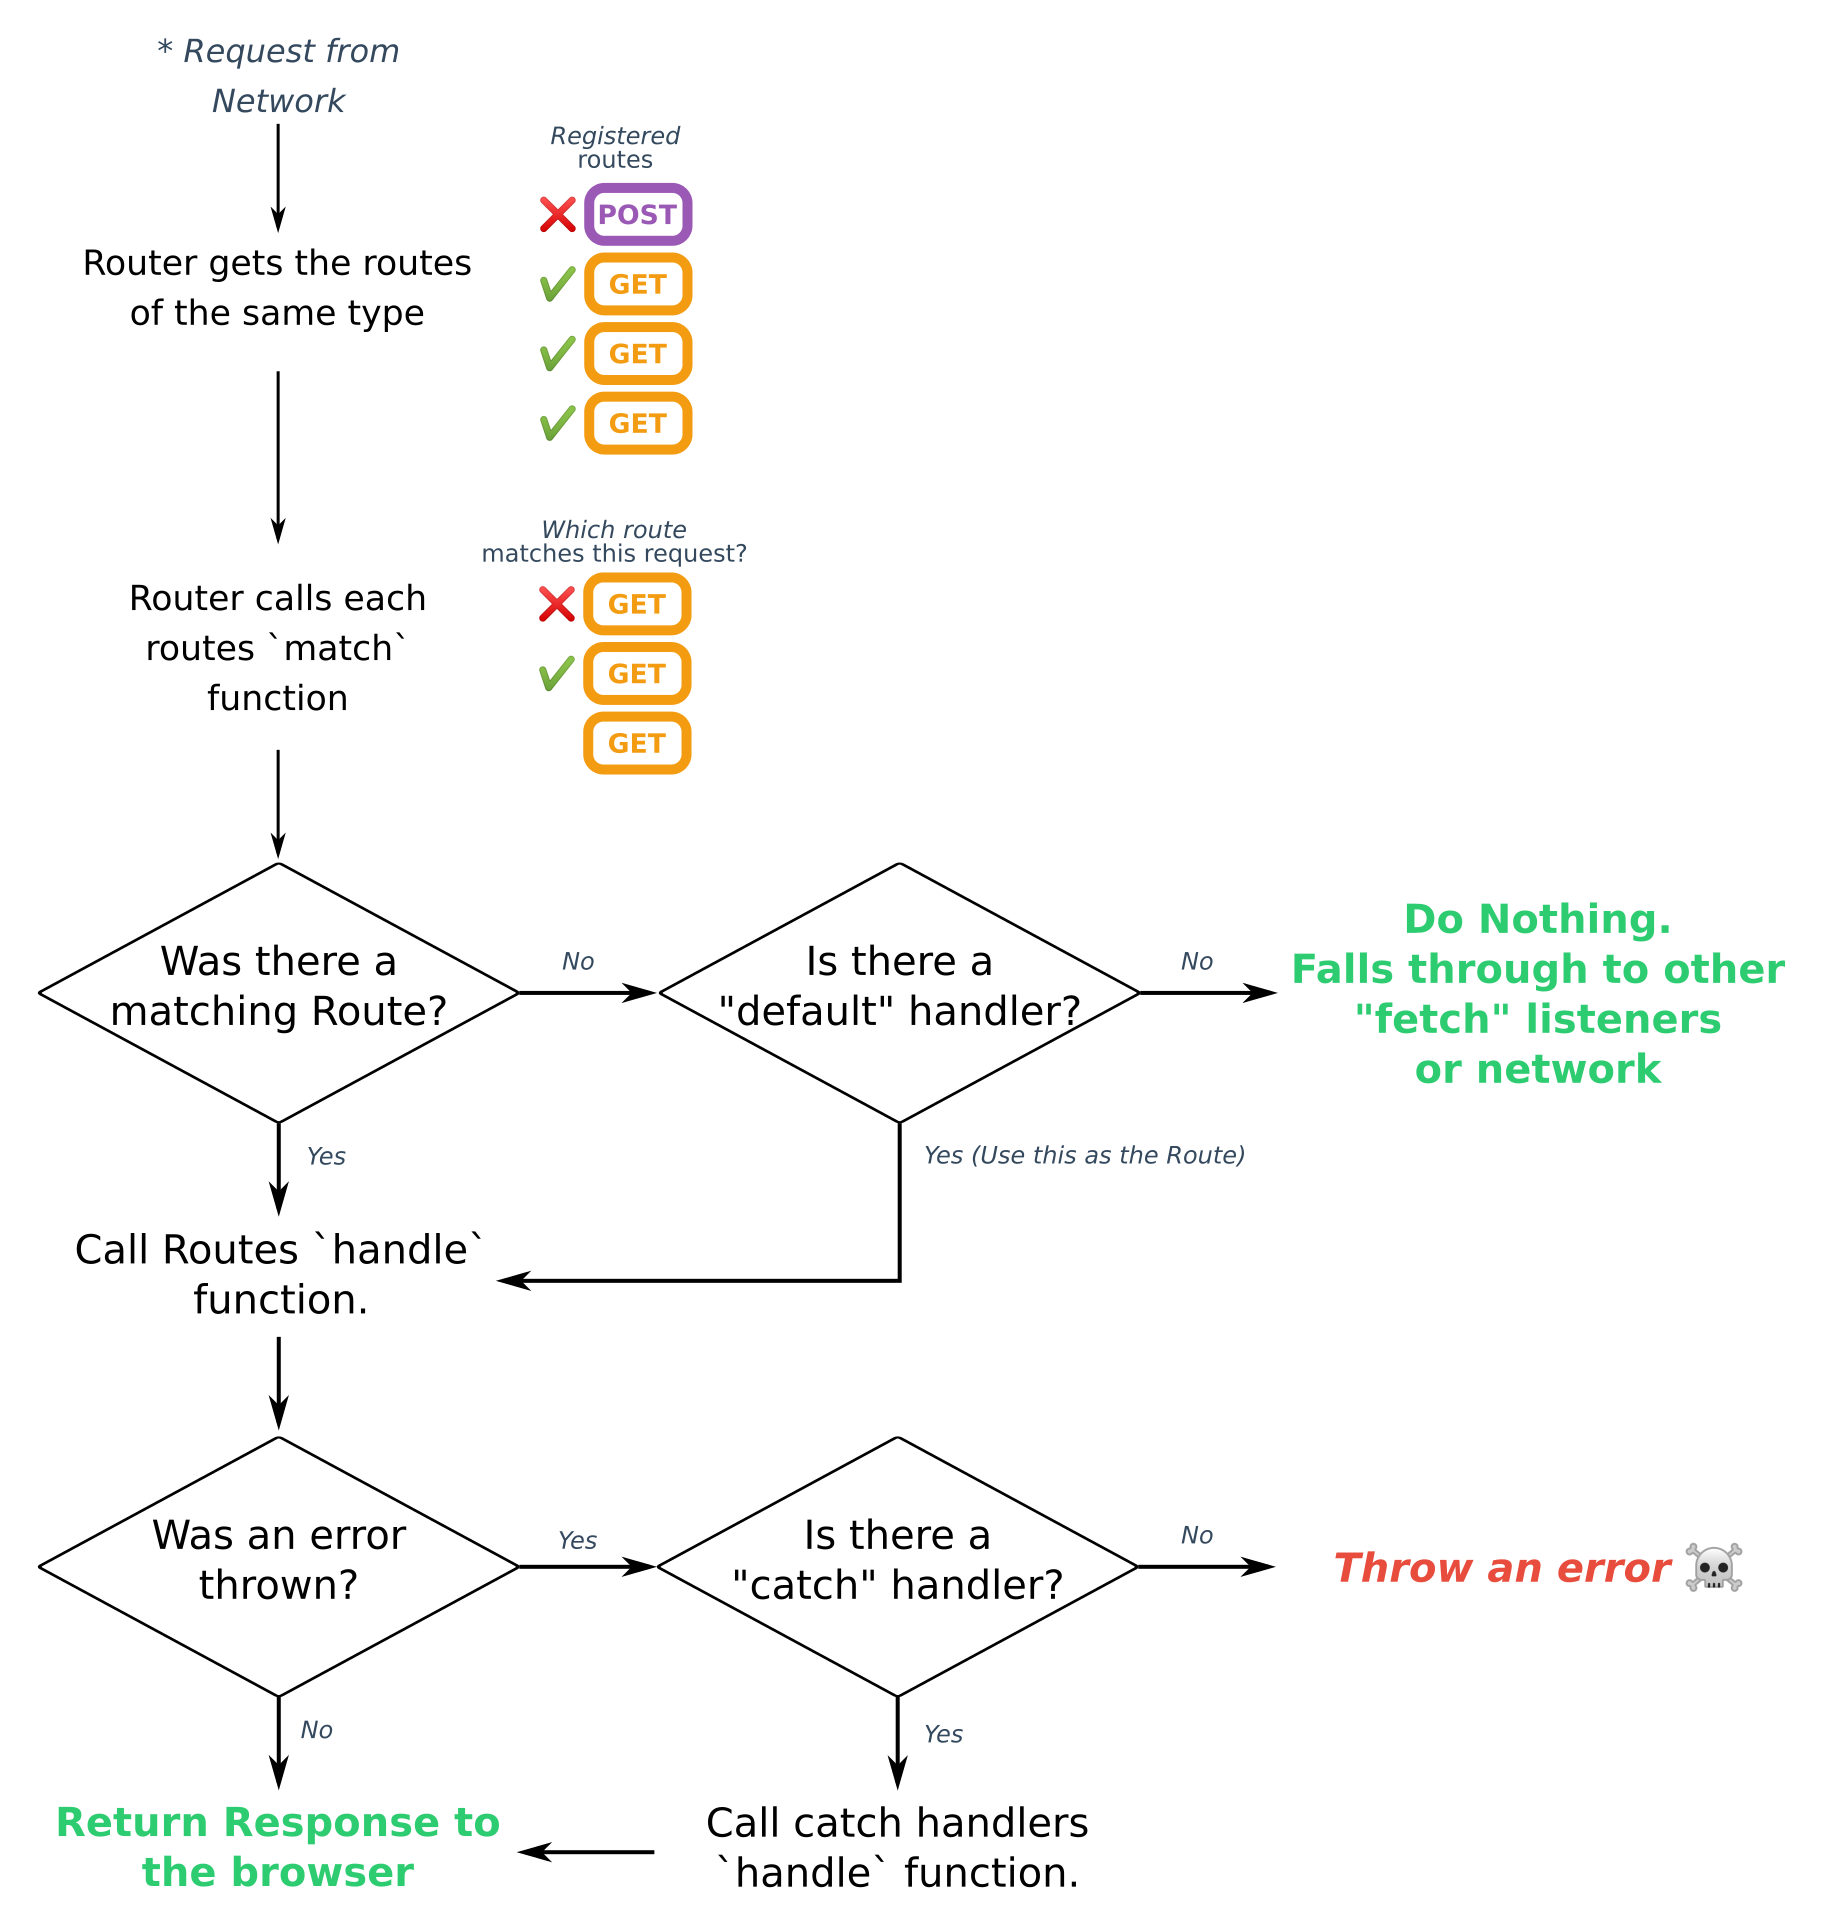 * Request from
Network
Registered
routes
POST
GET
GET
GET
Router gets the routes
of the same type
Which route
matches this request?
GET
GET
GET
Router calls each
routes `match`
function
Was there a
matching Route?
No
Is there a
"default" handler?
No
Do Nothing.
Falls through to other
"fetch" listeners
or network
Yes
Yes (Use this as the Route)
Call Routes `handle`
function.
Was an error
thrown?
Yes
Is there a
"catch" handler?
No
Throw an error
No
Yes
Return Response to
the browser
Call catch handlers
`handle` function.